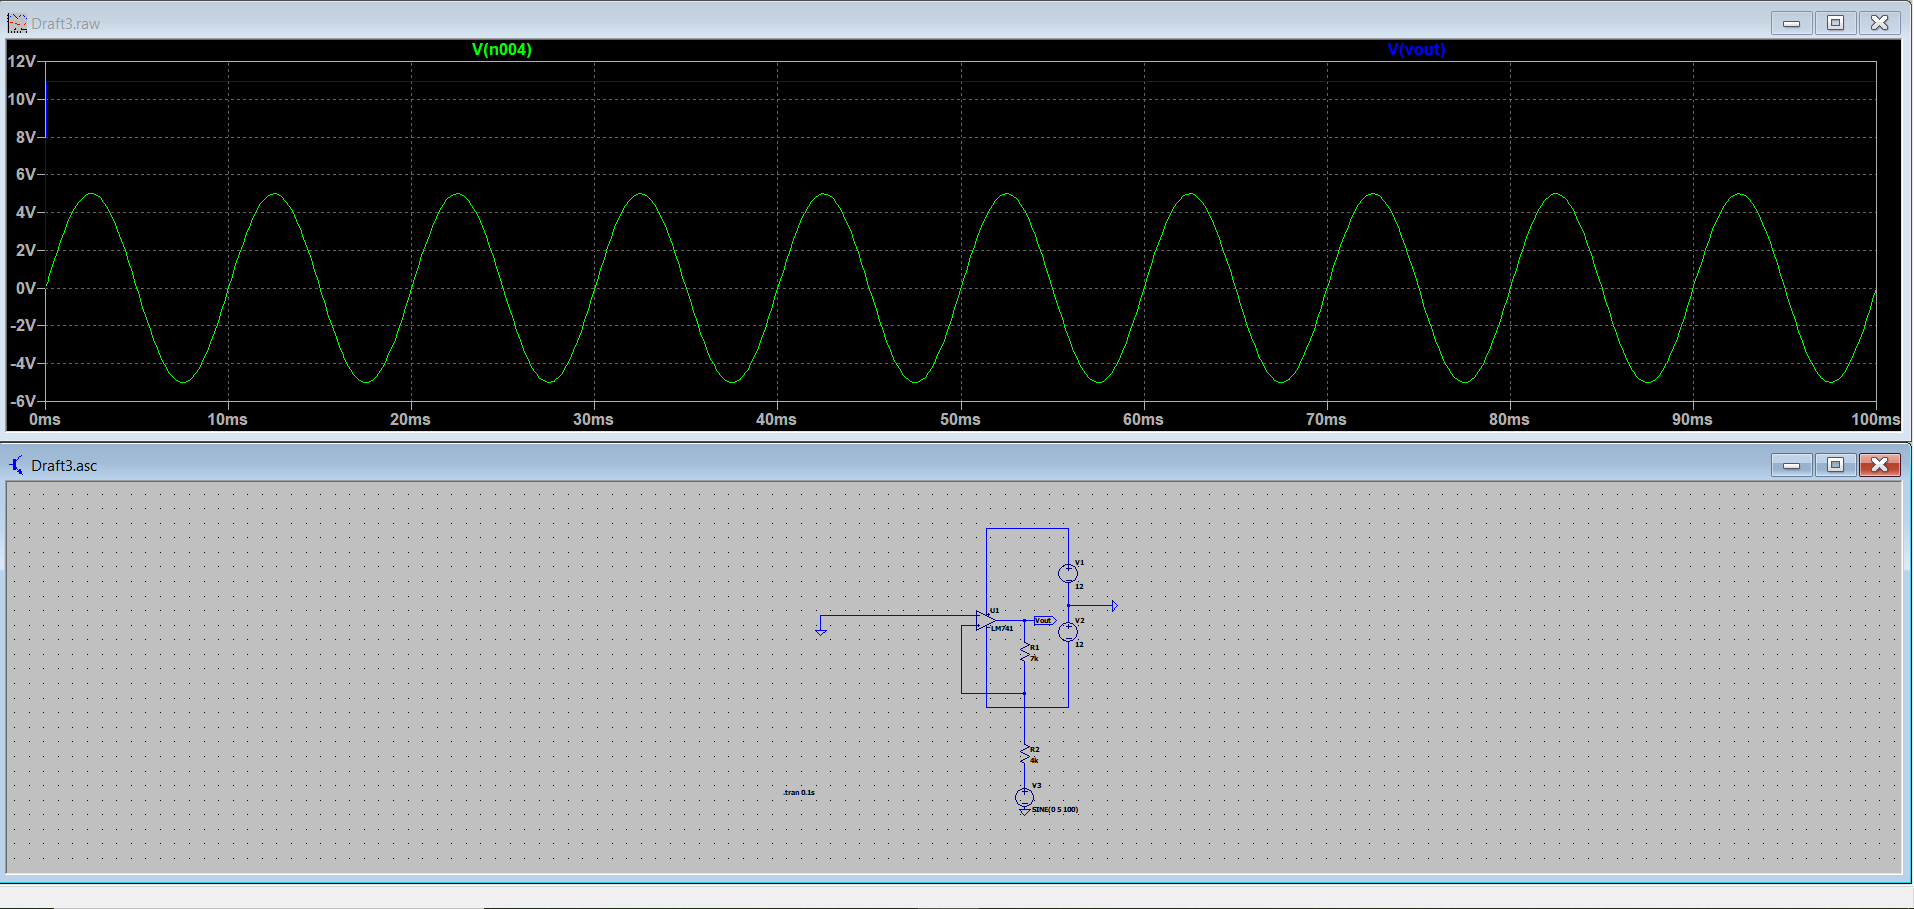 Draft3.raw
V(n004) V(vout)
12V
10V
8V
6V
4V
2V
0V
-2V
-4V
-6V
0ms 10ms 20ms 30ms 40ms 50ms 60ms 70ms 80ms 90ms 100ms
Draft3.asc
V1
12
U1
LM741
Vout
V2
12
R1
7k
R2
4k
V3
SINE(0 5 100)
.tran 0.1s